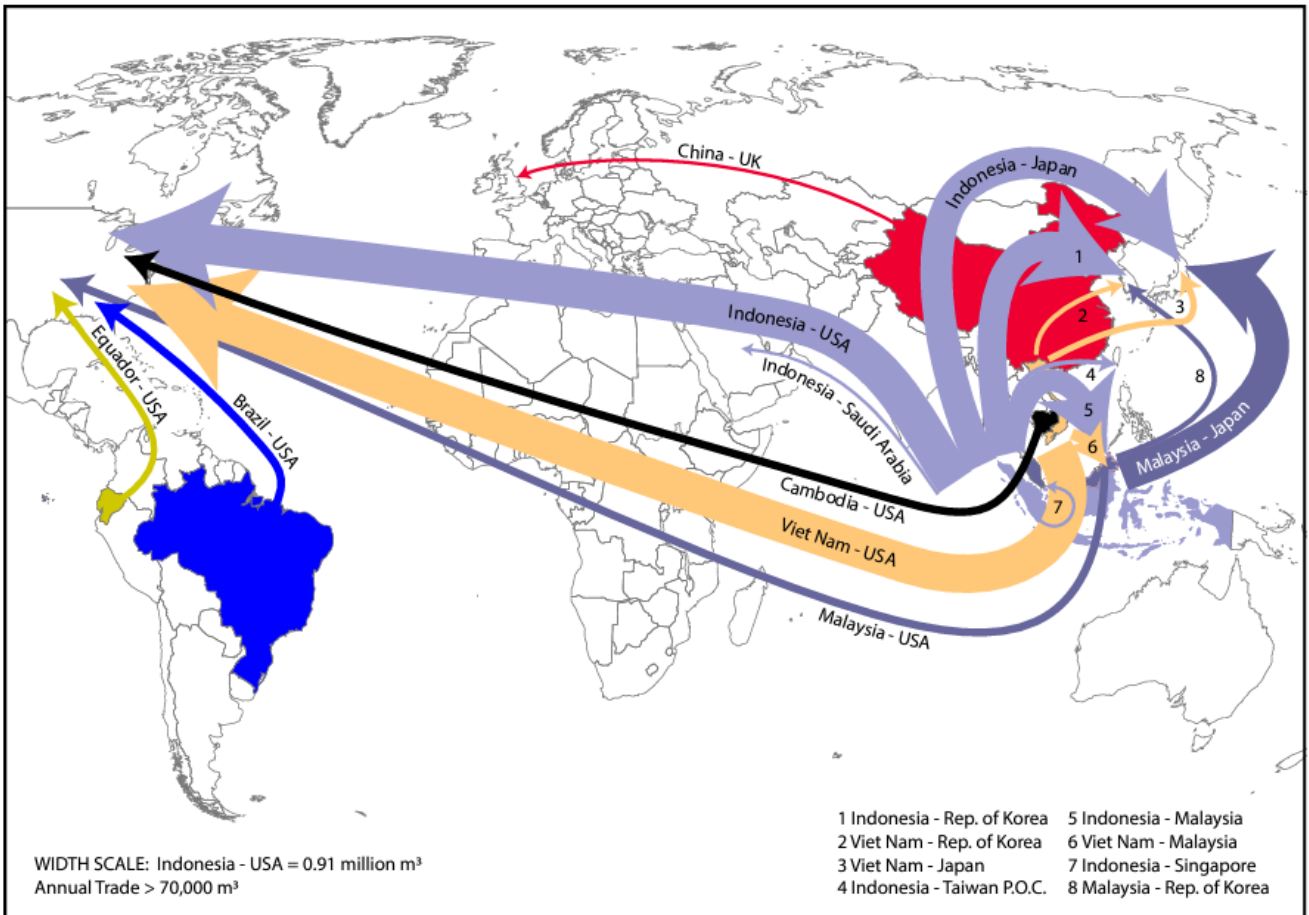 China - UK
Indonesia - Japan
1
Indonesia - USA
2
3
Equador - USA
Indonesia - Saudi Arabia
4
8
Brazil - USA
5
Malaysia - Japan
6
Cambodia - USA
7
Viet Nam - USA
Malaysia - USA
1 Indonesia - Rep. of Korea
2 Viet Nam - Rep. of Korea
3 Viet Nam - Japan
4 Indonesia - Taiwan P.O.C.
5 Indonesia - Malaysia
6 Viet Nam - Malaysia
7 Indonesia - Singapore
8 Malaysia - Rep. of Korea
WIDTH SCALE: Indonesia - USA = 0.91 million m³
Annual Trade > 70,000 m³